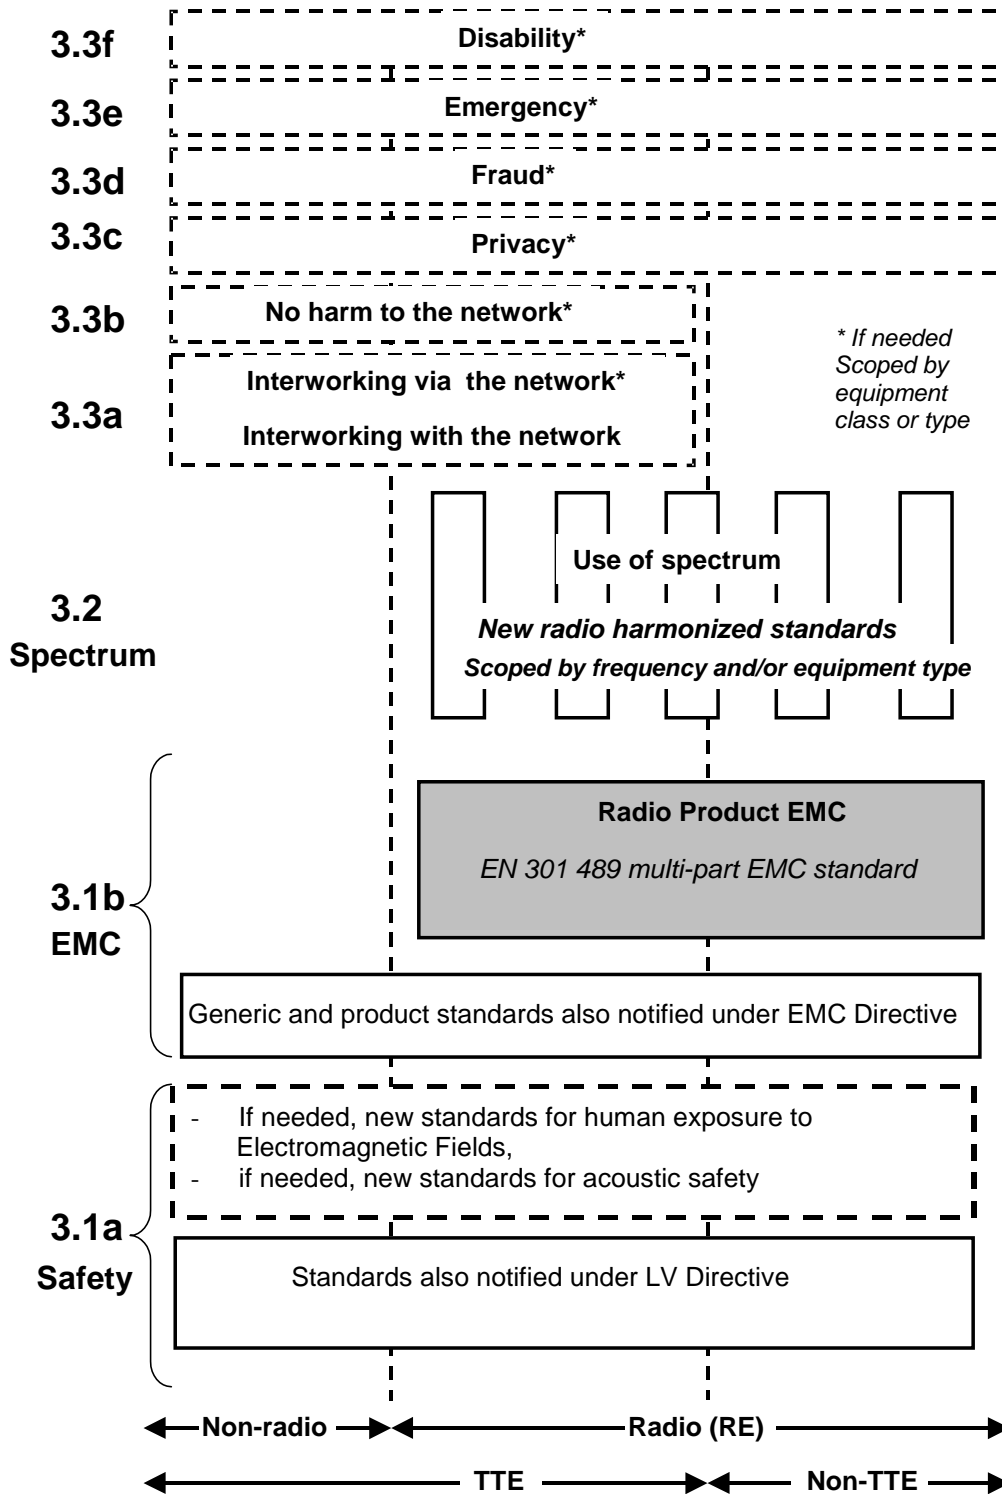 3.3f
Disability*
3.3e
Emergency*
3.3d
Fraud*
3.3c
Privacy*
3.3b
No harm to the network*
* If needed
Scoped by
equipment
class or type
3.3a
Interworking via the network*
Interworking with the network
3.2
Spectrum
Use of spectrum
New radio harmonized standards
Scoped by frequency and/or equipment type
3.1b
EMC
Radio Product EMC
EN 301 489 multi-part EMC standard
Generic and product standards also notified under EMC Directive
3.1a
Safety
- If needed, new standards for human exposure to
Electromagnetic Fields,
- if needed, new standards for acoustic safety
Standards also notified under LV Directive
Non-radio
Radio (RE)
TTE
Non-TTE